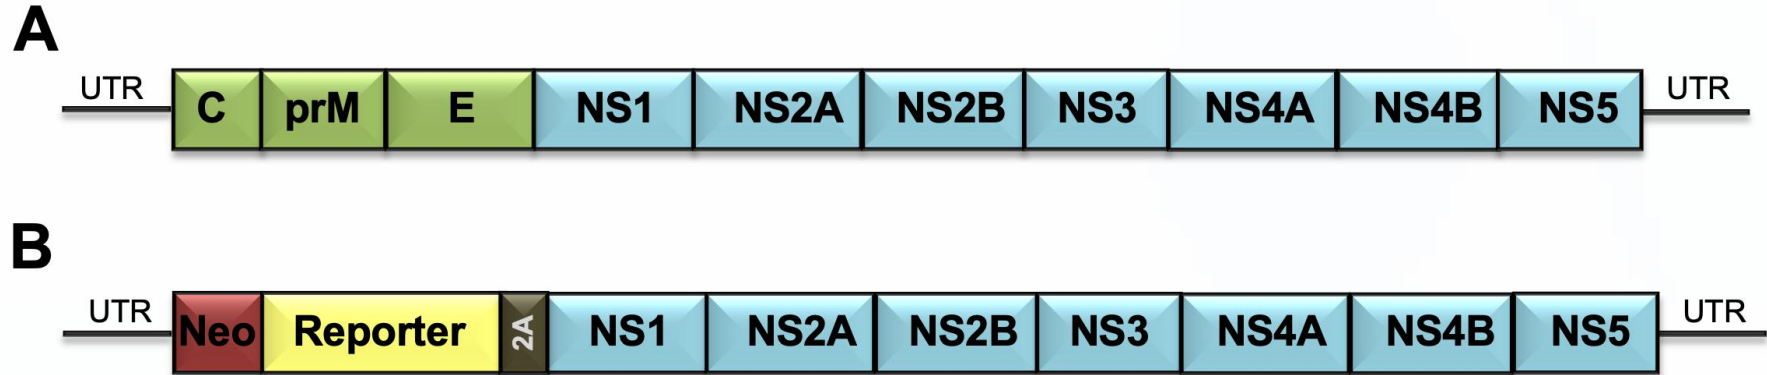 A
UTR C prM E NS1 NS2A NS2B NS3 NS4A NS4B NS5 UTR
B
UTR Neo Reporter 2A NS1 NS2A NS2B NS3 NS4A NS4B NS5 UTR